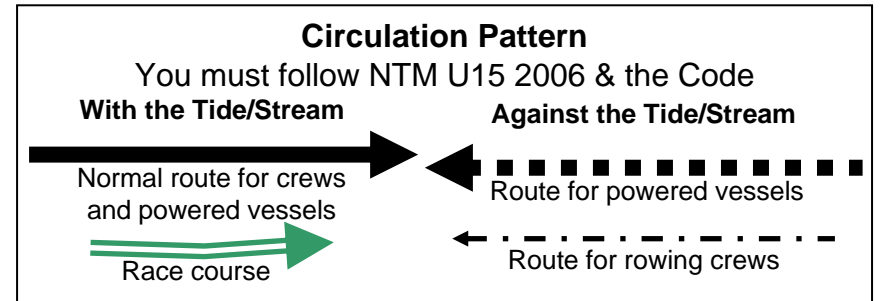 Circulation Pattern
You must follow NTM U15 2006 & the Code
With the Tide/Stream
Against the Tide/Stream
Normal route for crews
and powered vessels
Route for powered vessels
Race course
Route for rowing crews